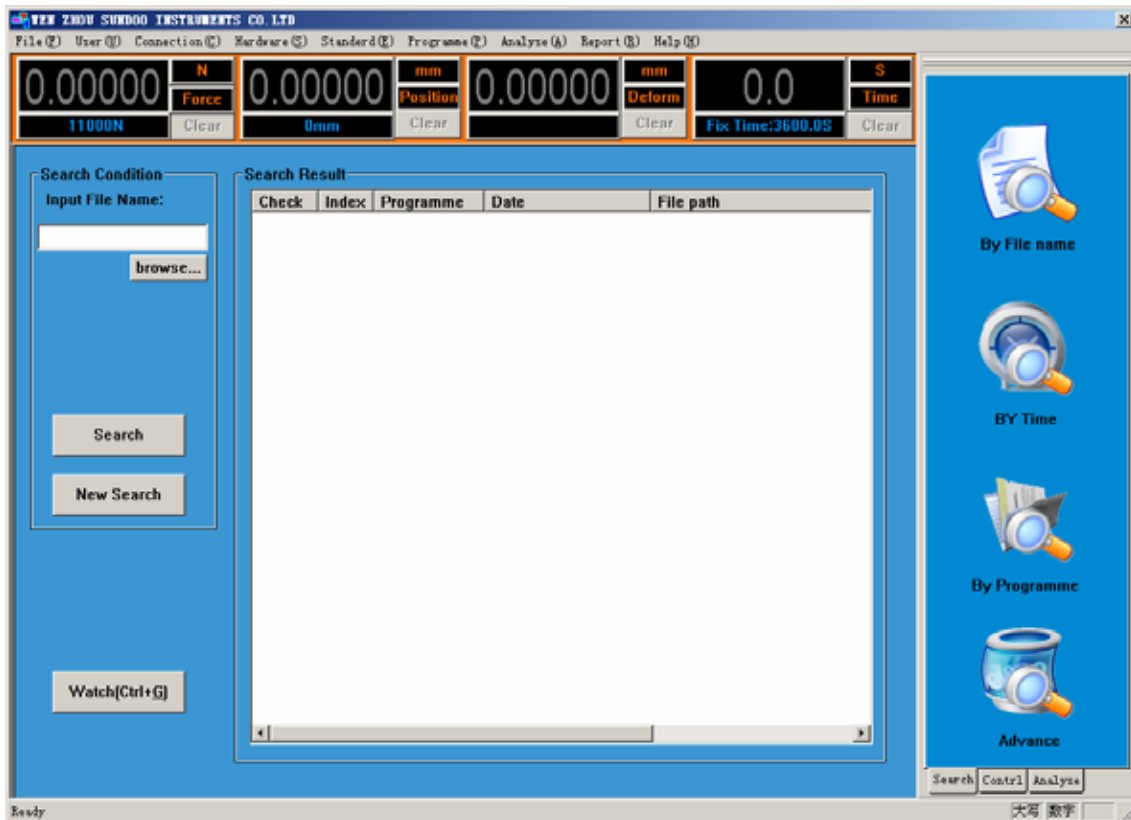 WEN ZHOU SUNDOO INSTRUMENTS CO.LTD
File(F) User(U) Connection(C) Hardware(S) Standerd(E) Programme(P) Analyze(A) Report(R) Help(H)
0.00000 N 0.00000 mm 0.00000 mm 0.0 S
Force Position Deform Time
11000N Clear 0mm Clear Clear Fix Time:3600.0S Clear
Search Condition
Input File Name:
browse...
Search
New Search
Watch(Ctrl+G)
Search Result
Check Index Programme Date File path
By File name
BY Time
By Programme
Advance
Search Contrl Analyze
Ready
大写 数字